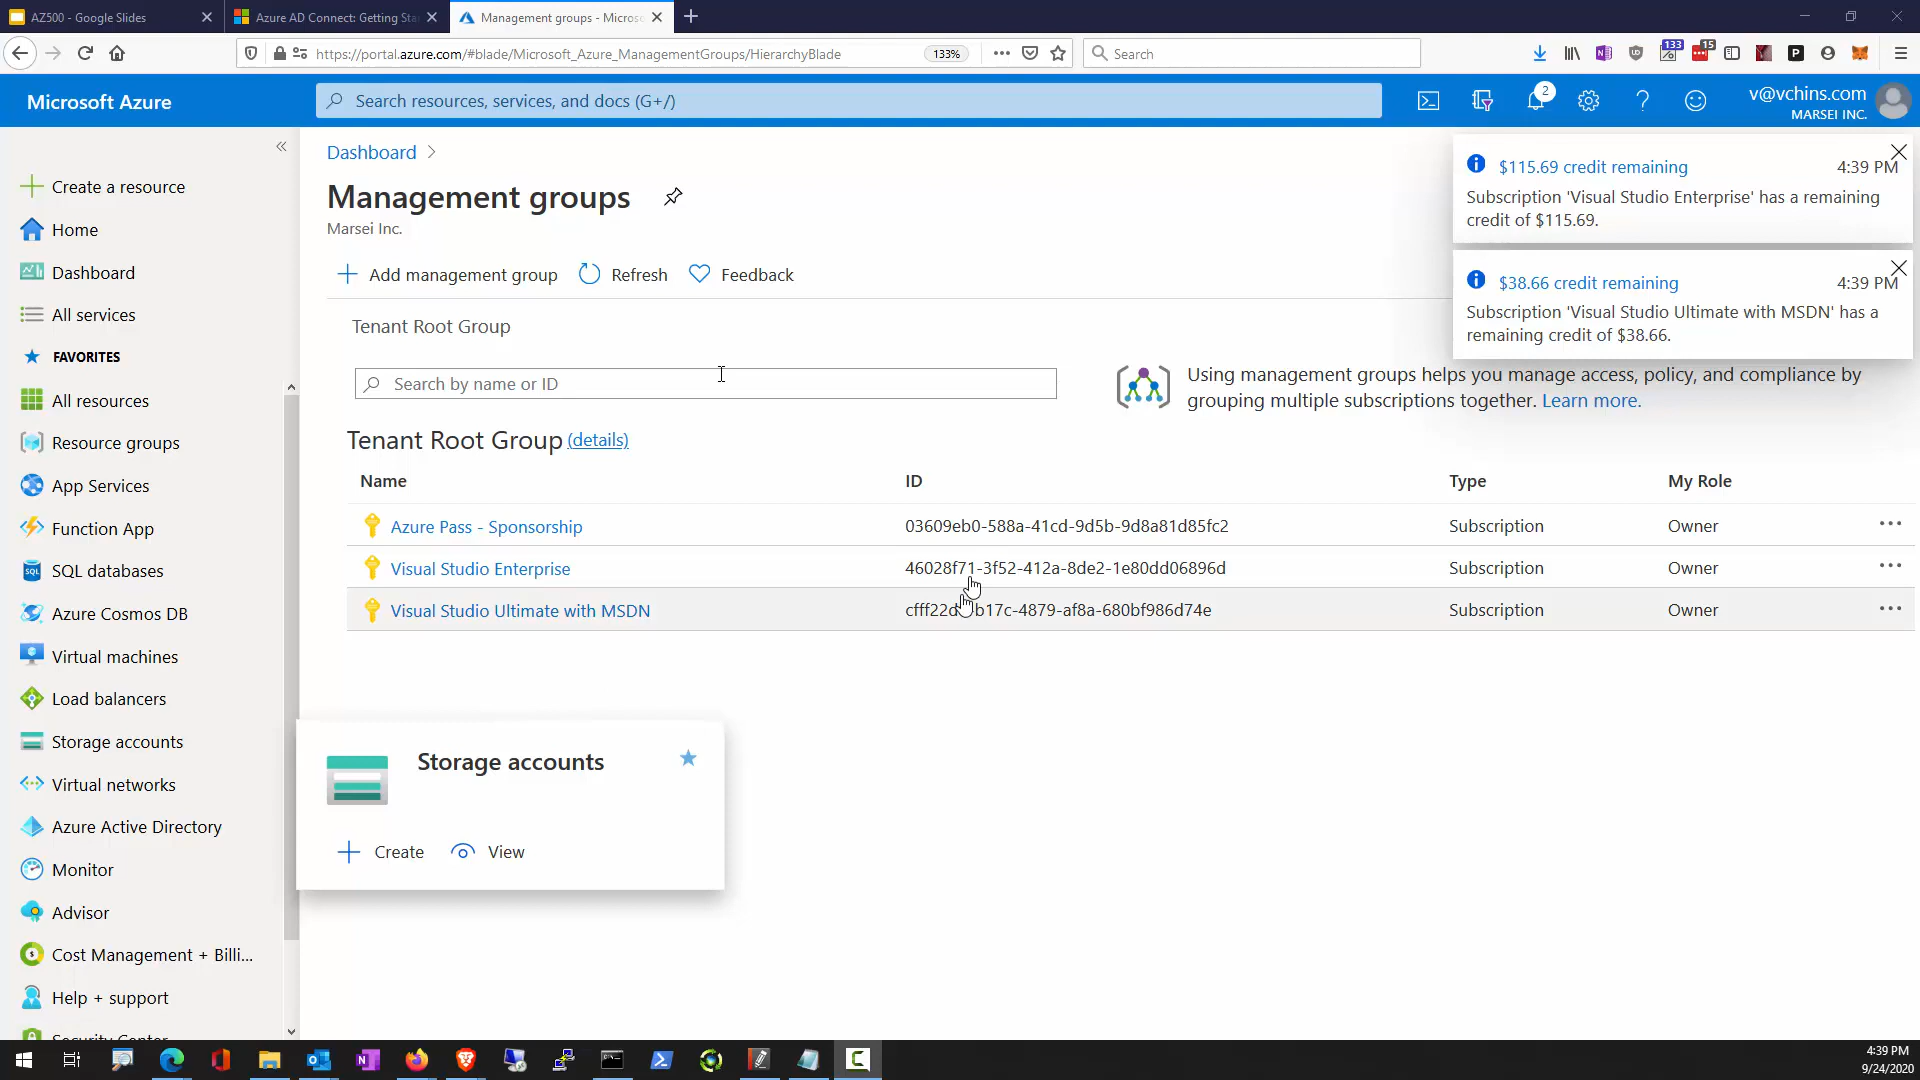 AZ500 - Google Slides
Azure AD Connect: Getting Sta
Management groups - Micros
https://portal.azure.com/#blade/Microsoft_Azure_ManagementGroups/HierarchyBlade
133%
Search
133
15
Microsoft Azure
Search resources, services, and docs (G+/)
2
v@vchins.com
MARSEI INC.
Create a resource
Home
Dashboard
All services
FAVORITES
All resources
Resource groups
App Services
Function App
SQL databases
Azure Cosmos DB
Virtual machines
Load balancers
Storage accounts
Virtual networks
Azure Active Directory
Monitor
Advisor
Cost Management + Billi...
Help + support
Security Center
Dashboard
Management groups
Marsei Inc.
Add management group
Refresh
Feedback
Tenant Root Group
Search by name or ID
Using management groups helps you manage access, policy, and compliance by
grouping multiple subscriptions together. Learn more.
$115.69 credit remaining 4:39 PM
Subscription 'Visual Studio Enterprise' has a remaining
credit of $115.69.
$38.66 credit remaining 4:39 PM
Subscription 'Visual Studio Ultimate with MSDN' has a
remaining credit of $38.66.
Tenant Root Group (details)
Name ID Type My Role
Azure Pass - Sponsorship 03609eb0-588a-41cd-9d5b-9d8a81d85fc2 Subscription Owner
Visual Studio Enterprise 46028f71-3f52-412a-8de2-1e80dd06896d Subscription Owner
Visual Studio Ultimate with MSDN Subscription Owner
Storage accounts
Create
View
4:39 PM
9/24/2020